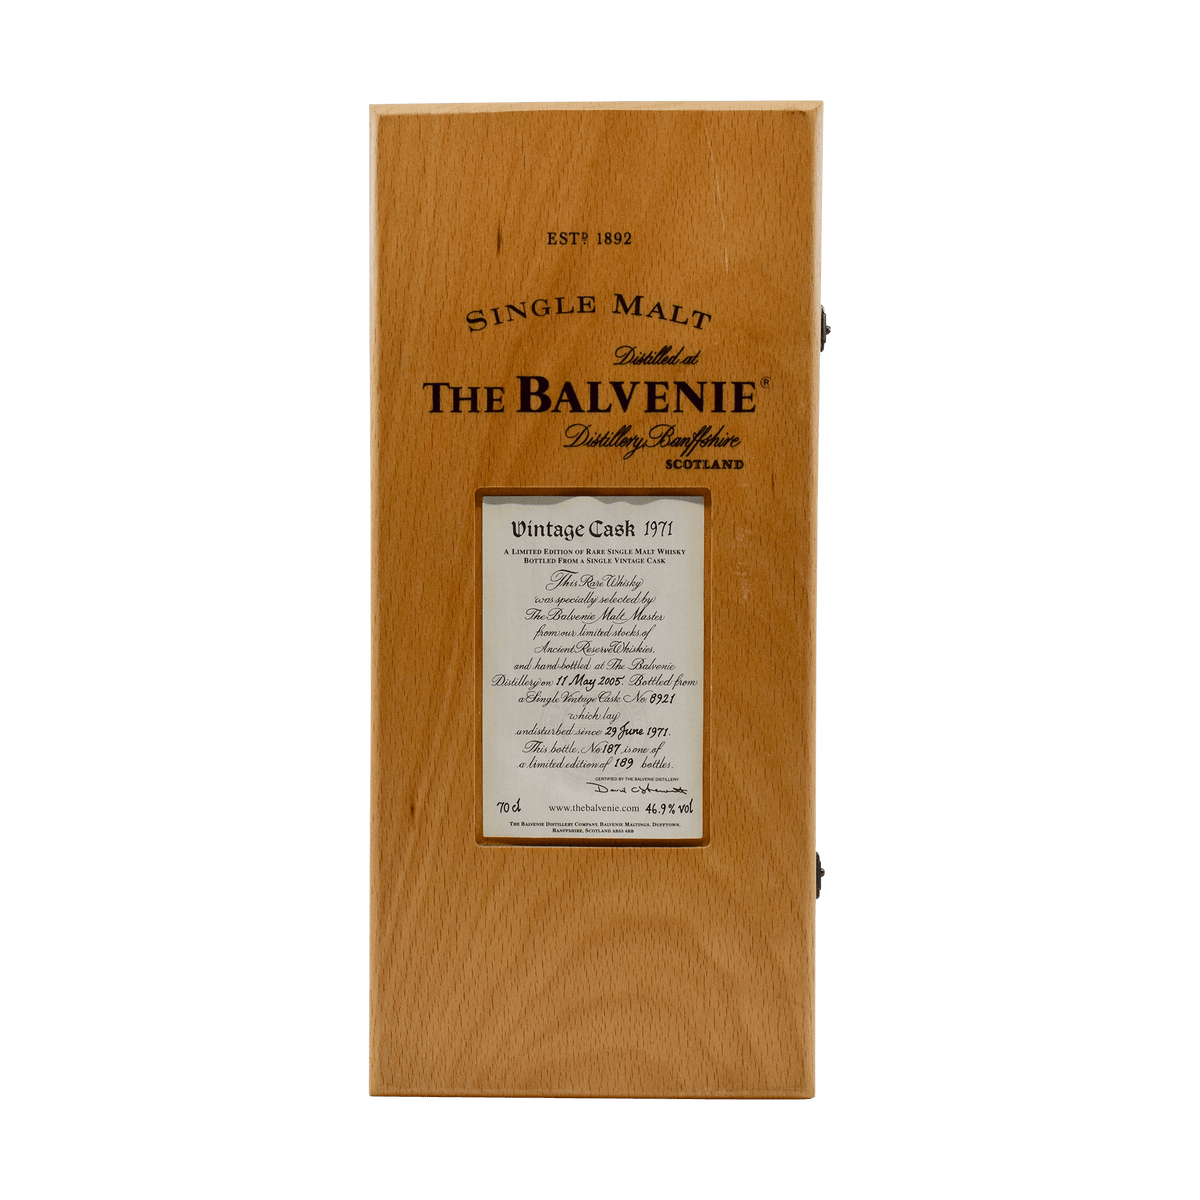 ESTD 1892
SINGLE MALT
Distilled at
THE BALVENIE®
Distillery, Banffshire
SCOTLAND
Vintage Cask 1971
A LIMITED EDITION OF RARE SINGLE MALT WHISKY
BOTTLED FROM A SINGLE VINTAGE CASK
This Rare Whisky
was specially selected by
The Balvenie Malt Master
from our limited stocks of
Ancient Reserve Whiskies,
and hand bottled at The Balvenie
Distillery on 11 May 2005. Bottled from
a Single Vintage Cask No. 8921
which lay
undisturbed since 29 June 1971.
This bottle, No 187, is one of
a limited edition of 189 bottles.
CERTIFIED BY THE BALVENIE DISTILLERY
70 cl www.thebalvenie.com 46.9% vol
THE BALVENIE DISTILLERY COMPANY, BALVENIE MALTINGS, DUFFTOWN,
BANFFSHIRE, SCOTLAND AB55 4BB